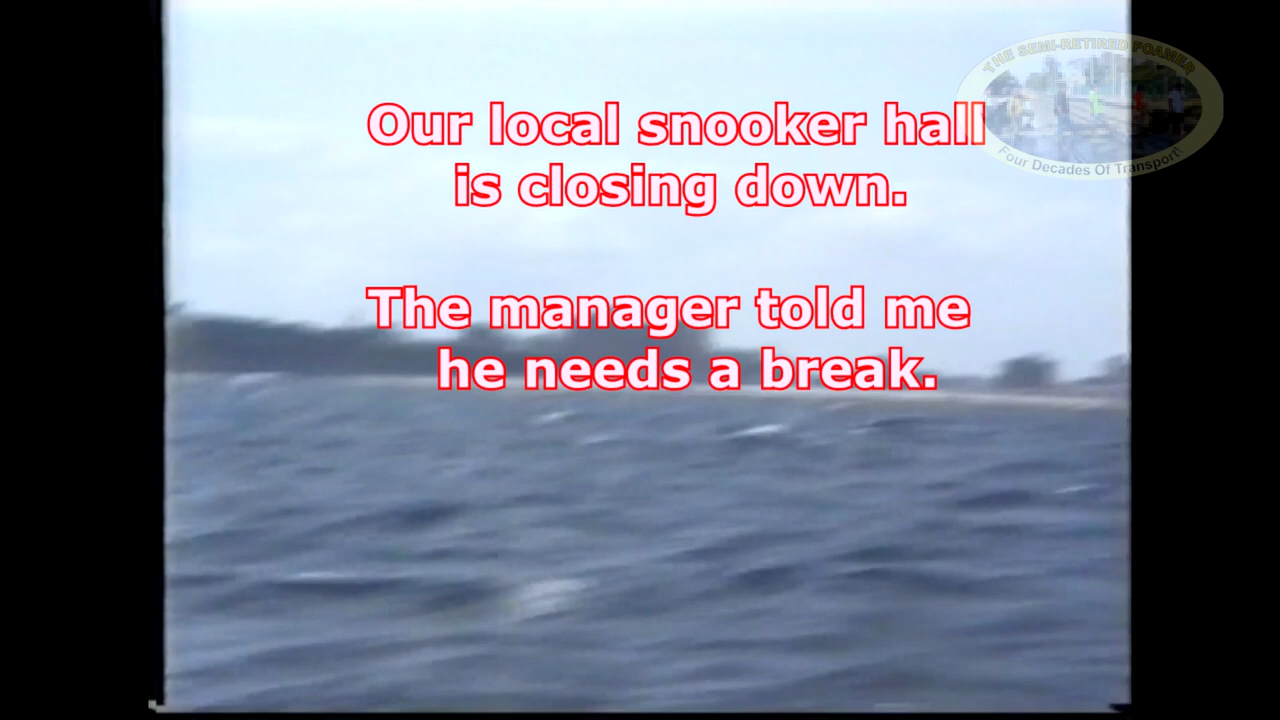 THE SEMI-RETIRED FOAMER
Four Decades Of Transport!
Our local snooker hall
is closing down.
The manager told me
he needs a break.